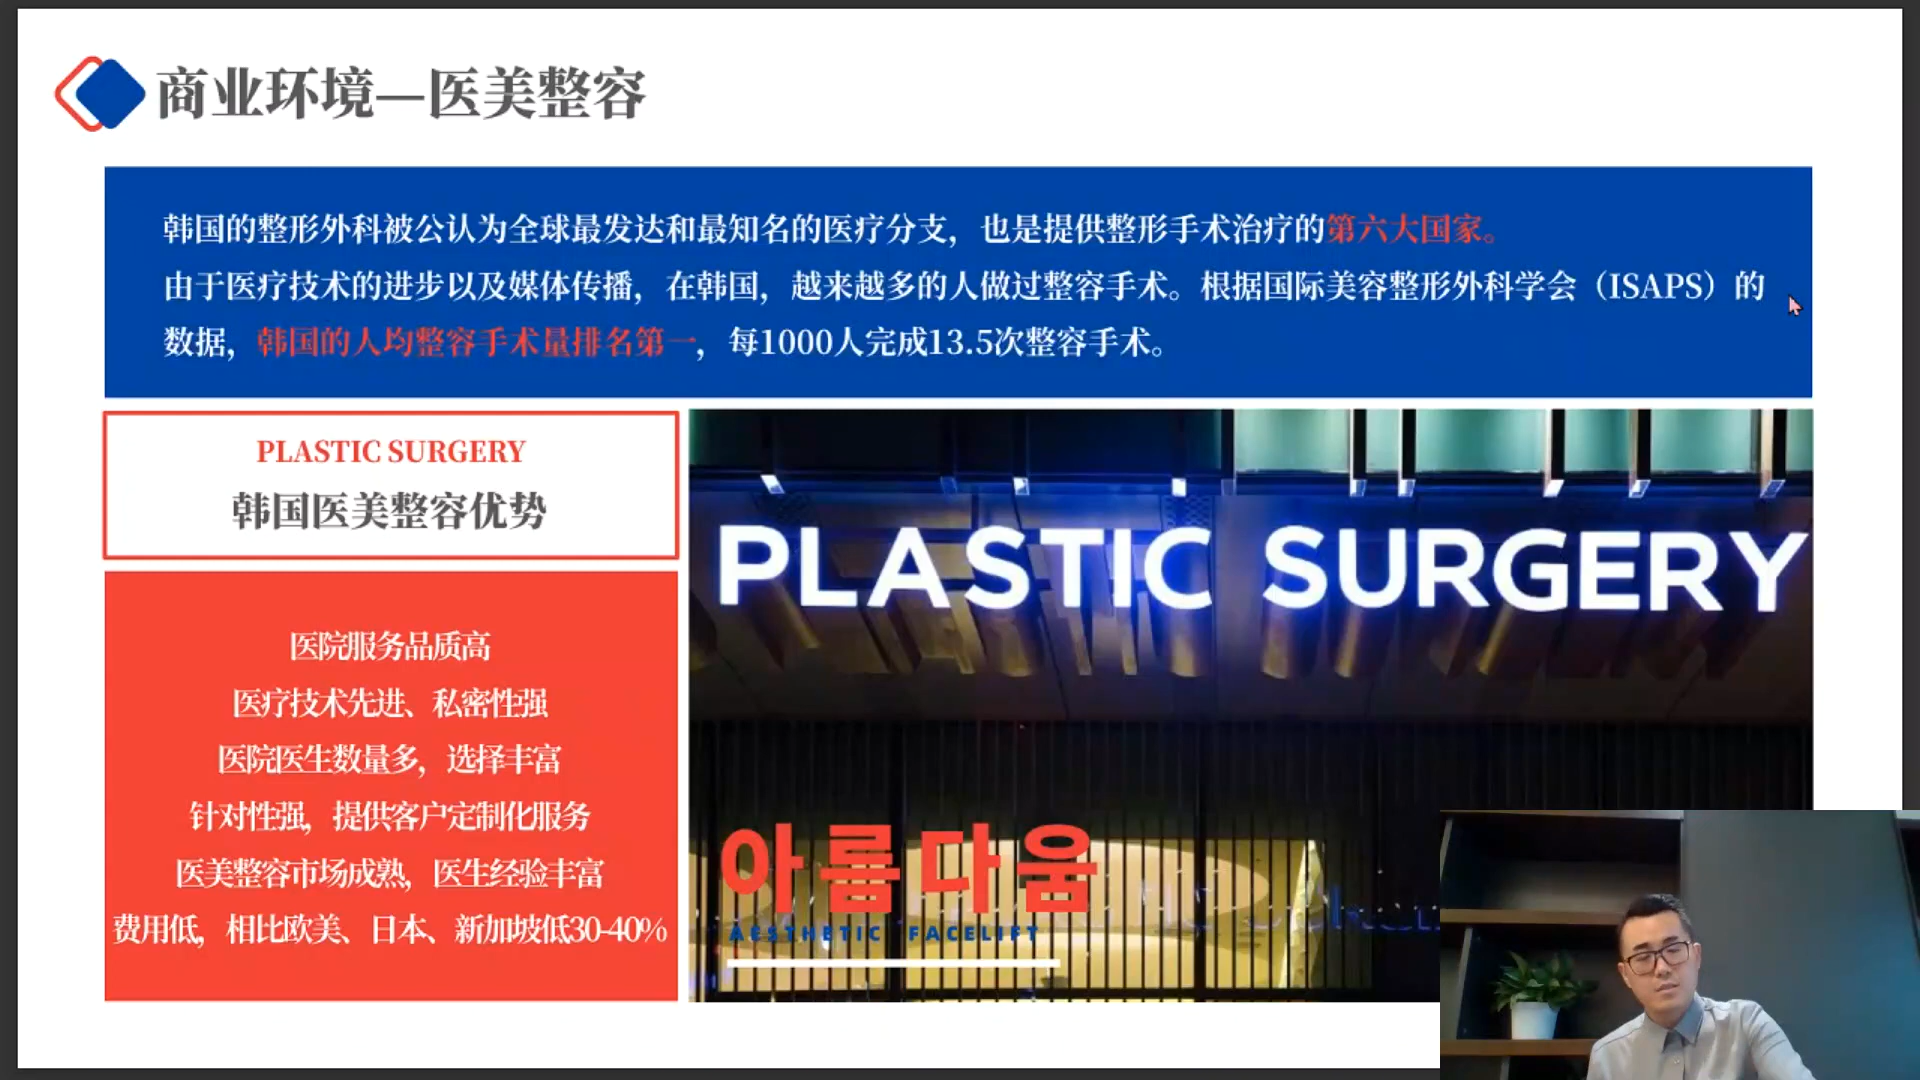 商业环境—医美整容
韩国的整形外科被公认为全球最发达和最知名的医疗分支，也是提供整形手术治疗的第六大国家。
由于医疗技术的进步以及媒体传播，在韩国，越来越多的人做过整容手术。根据国际美容整形外科学会（ISAPS）的
数据，韩国的人均整容手术量排名第一，每1000人完成13.5次整容手术。
PLASTIC SURGERY
韩国医美整容优势
医院服务品质高
医疗技术先进、私密性强
医院医生数量多，选择丰富
针对性强，提供客户定制化服务
医美整容市场成熟，医生经验丰富
费用低，相比欧美、日本、新加坡低30-40%
PLASTIC SURGERY
아름다움
AESTHETIC FACELIFT